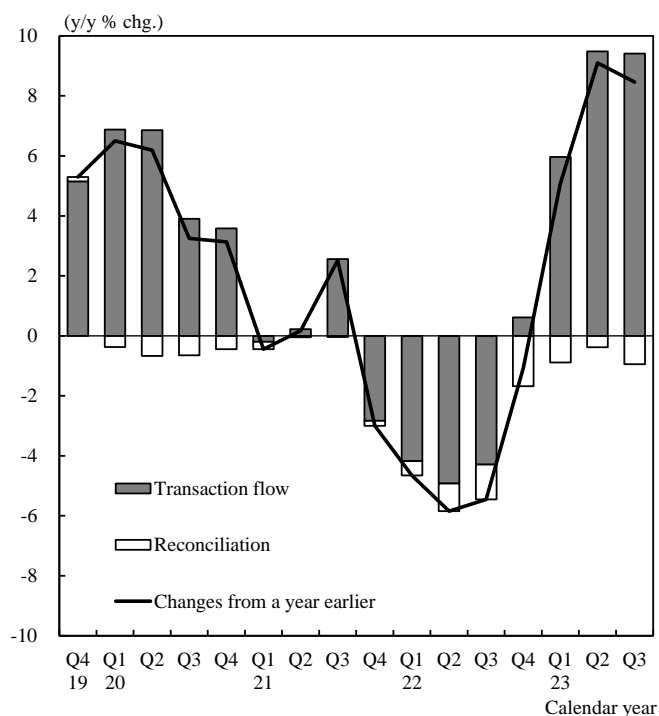 (y/y % chg.)
10
8
6
4
2
0
-2
-4
-6
-8
-10
Transaction flow
Reconciliation
Changes from a year earlier
Q4 Q1 Q2 Q3 Q4 Q1 Q2 Q3 Q4 Q1 Q2 Q3 Q4 Q1 Q2 Q3
19 20 21 22 23
Calendar year